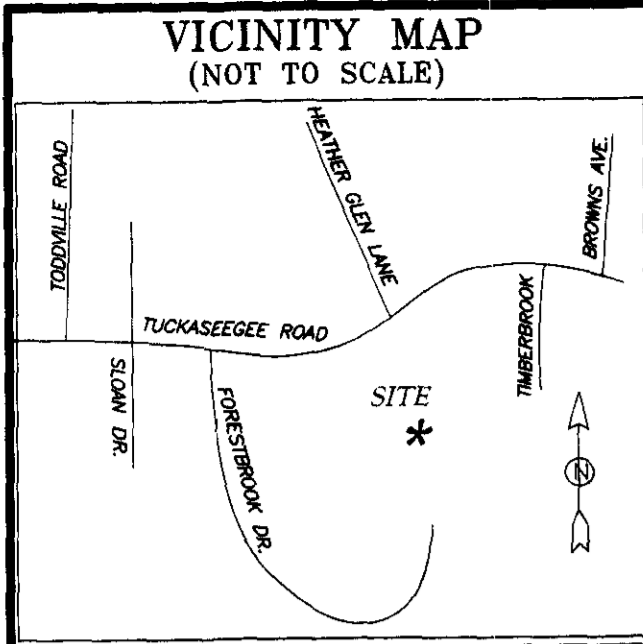 VICINITY MAP
(NOT TO SCALE)
TODDVILLE ROAD
HEATHER GLEN LANE
BROWNS AVE.
TUCKASEEGEE ROAD
SLOAN DR.
FORESTBROOK DR.
TIMBERBROOK
SITE
*
N